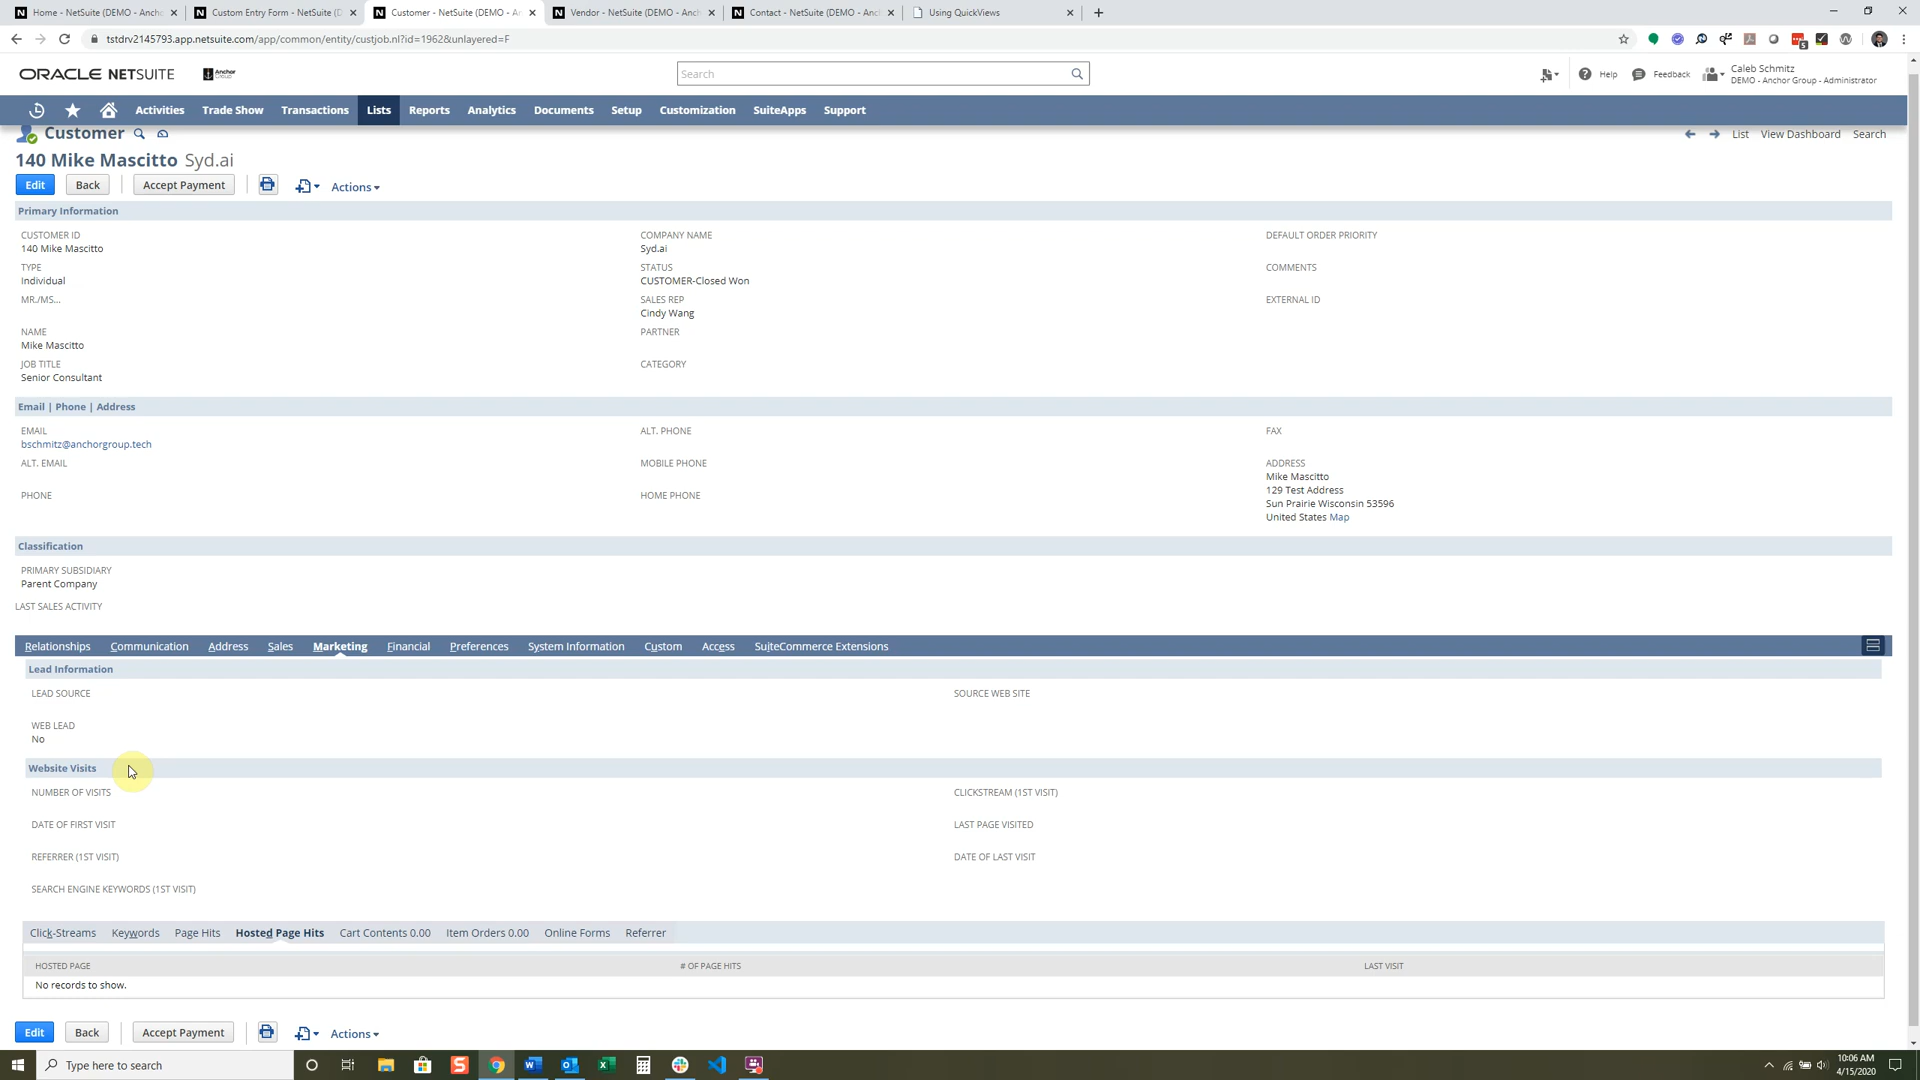 Home - NetSuite (DEMO - Ancho
Custom Entry Form - NetSuite (D
Customer - NetSuite (DEMO - An
Vendor - NetSuite (DEMO - Anch
Contact - NetSuite (DEMO - Anch
Using QuickViews
tstdrv2145793.app.netsuite.com/app/common/entity/custjob.nl?id=1962&unlayered=F
ORACLE NETSUITE
Anchor Group
Search
Help
Feedback
Caleb Schmitz
DEMO - Anchor Group - Administrator
Activities Trade Show Transactions Lists Reports Analytics Documents Setup Customization SuiteApps Support
Customer
List View Dashboard Search
140 Mike Mascitto Syd.ai
Edit Back Accept Payment Actions
Primary Information
CUSTOMER ID
140 Mike Mascitto
TYPE
Individual
MR./MS...
NAME
Mike Mascitto
JOB TITLE
Senior Consultant
COMPANY NAME
Syd.ai
STATUS
CUSTOMER-Closed Won
SALES REP
Cindy Wang
PARTNER
CATEGORY
DEFAULT ORDER PRIORITY
COMMENTS
EXTERNAL ID
Email | Phone | Address
EMAIL
bschmitz@anchorgroup.tech
ALT. EMAIL
PHONE
ALT. PHONE
MOBILE PHONE
HOME PHONE
FAX
ADDRESS
Mike Mascitto
129 Test Address
Sun Prairie Wisconsin 53596
United States Map
Classification
PRIMARY SUBSIDIARY
Parent Company
LAST SALES ACTIVITY
Relationships Communication Address Sales Marketing Financial Preferences System Information Custom Access SuiteCommerce Extensions
Lead Information
LEAD SOURCE
WEB LEAD
No
SOURCE WEB SITE
Website Visits
NUMBER OF VISITS
DATE OF FIRST VISIT
REFERRER (1ST VISIT)
SEARCH ENGINE KEYWORDS (1ST VISIT)
CLICKSTREAM (1ST VISIT)
LAST PAGE VISITED
DATE OF LAST VISIT
Click-Streams Keywords Page Hits Hosted Page Hits Cart Contents 0.00 Item Orders 0.00 Online Forms Referrer
HOSTED PAGE # OF PAGE HITS LAST VISIT
No records to show.
Edit Back Accept Payment Actions
Type here to search
10:06 AM
4/15/2020